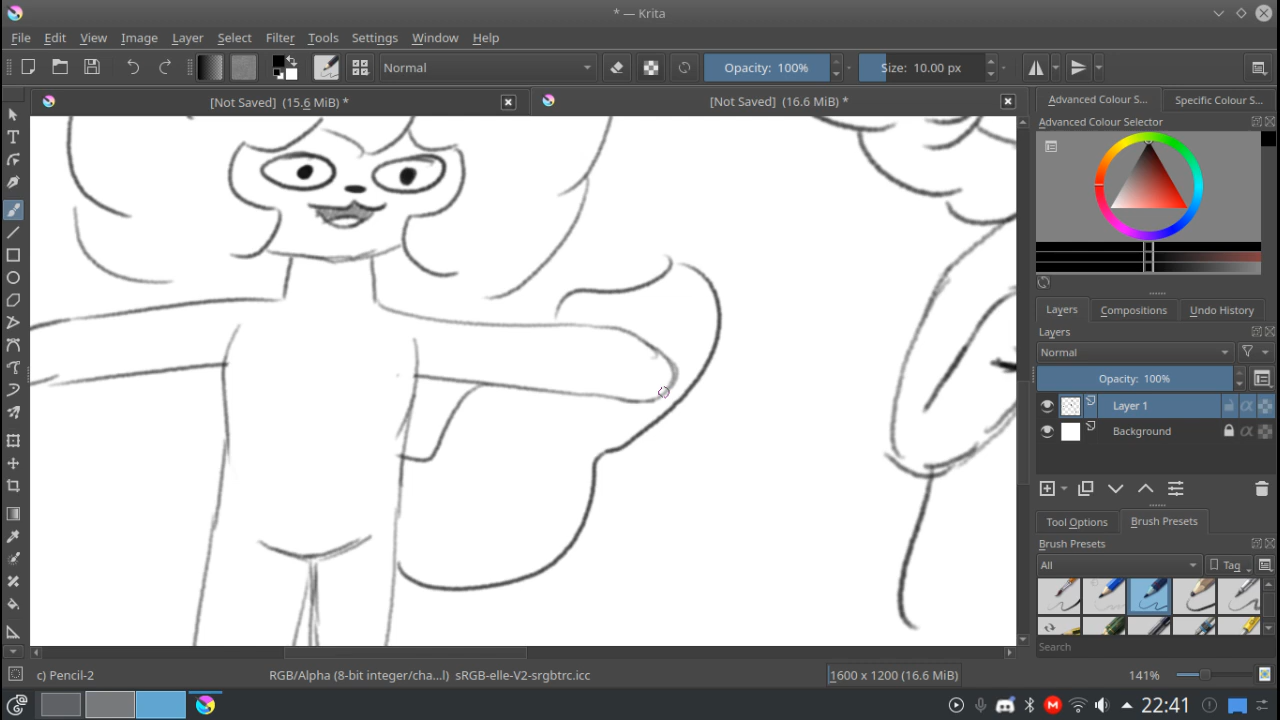 * — Krita
File Edit View Image Layer Select Filter Tools Settings Window Help
Normal Opacity: 100% Size: 10.00 px
[Not Saved] (15.6 MiB) * [Not Saved] (16.6 MiB) *
Advanced Colour S... Specific Colour S...
Advanced Colour Selector
Layers Compositions Undo History
Layers
Normal
Opacity: 100%
Layer 1
Background
Tool Options Brush Presets
Brush Presets
All Tag
Search
c) Pencil-2 RGB/Alpha (8-bit integer/cha...l) sRGB-elle-V2-srgbtrc.icc 1600 x 1200 (16.6 MiB) 141%
22:41